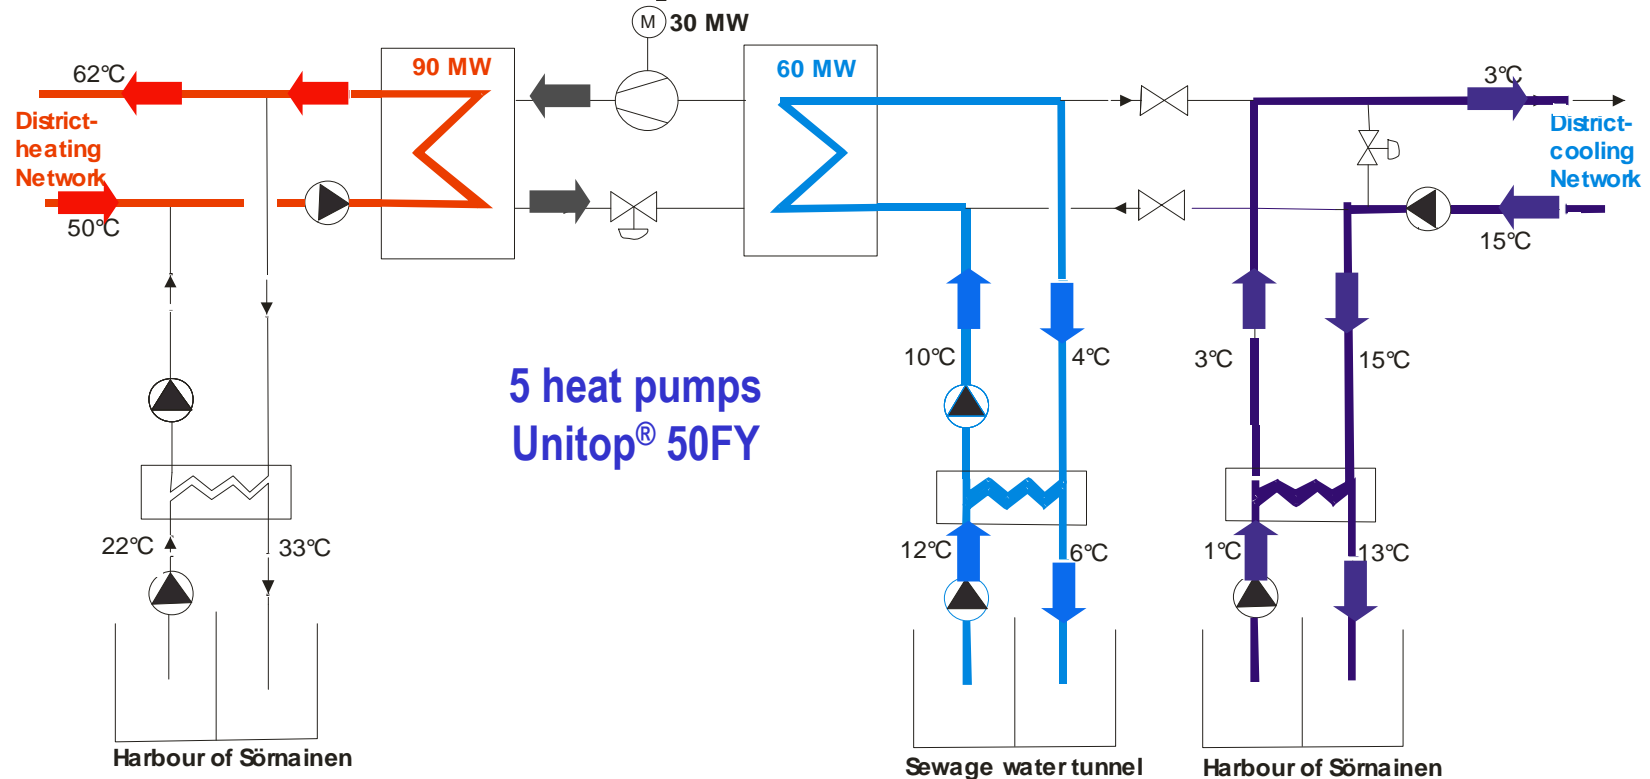 M 30 MW
62°C
90 MW
60 MW
3°C
District-
heating
Network
District-
cooling
Network
50°C
15°C
10°C
4°C
3°C
15°C
5 heat pumps
Unitop® 50FY
22°C
33°C
12°C
6°C
1°C
13°C
Harbour of Sörnainen
Sewage water tunnel
Harbour of Sörnainen